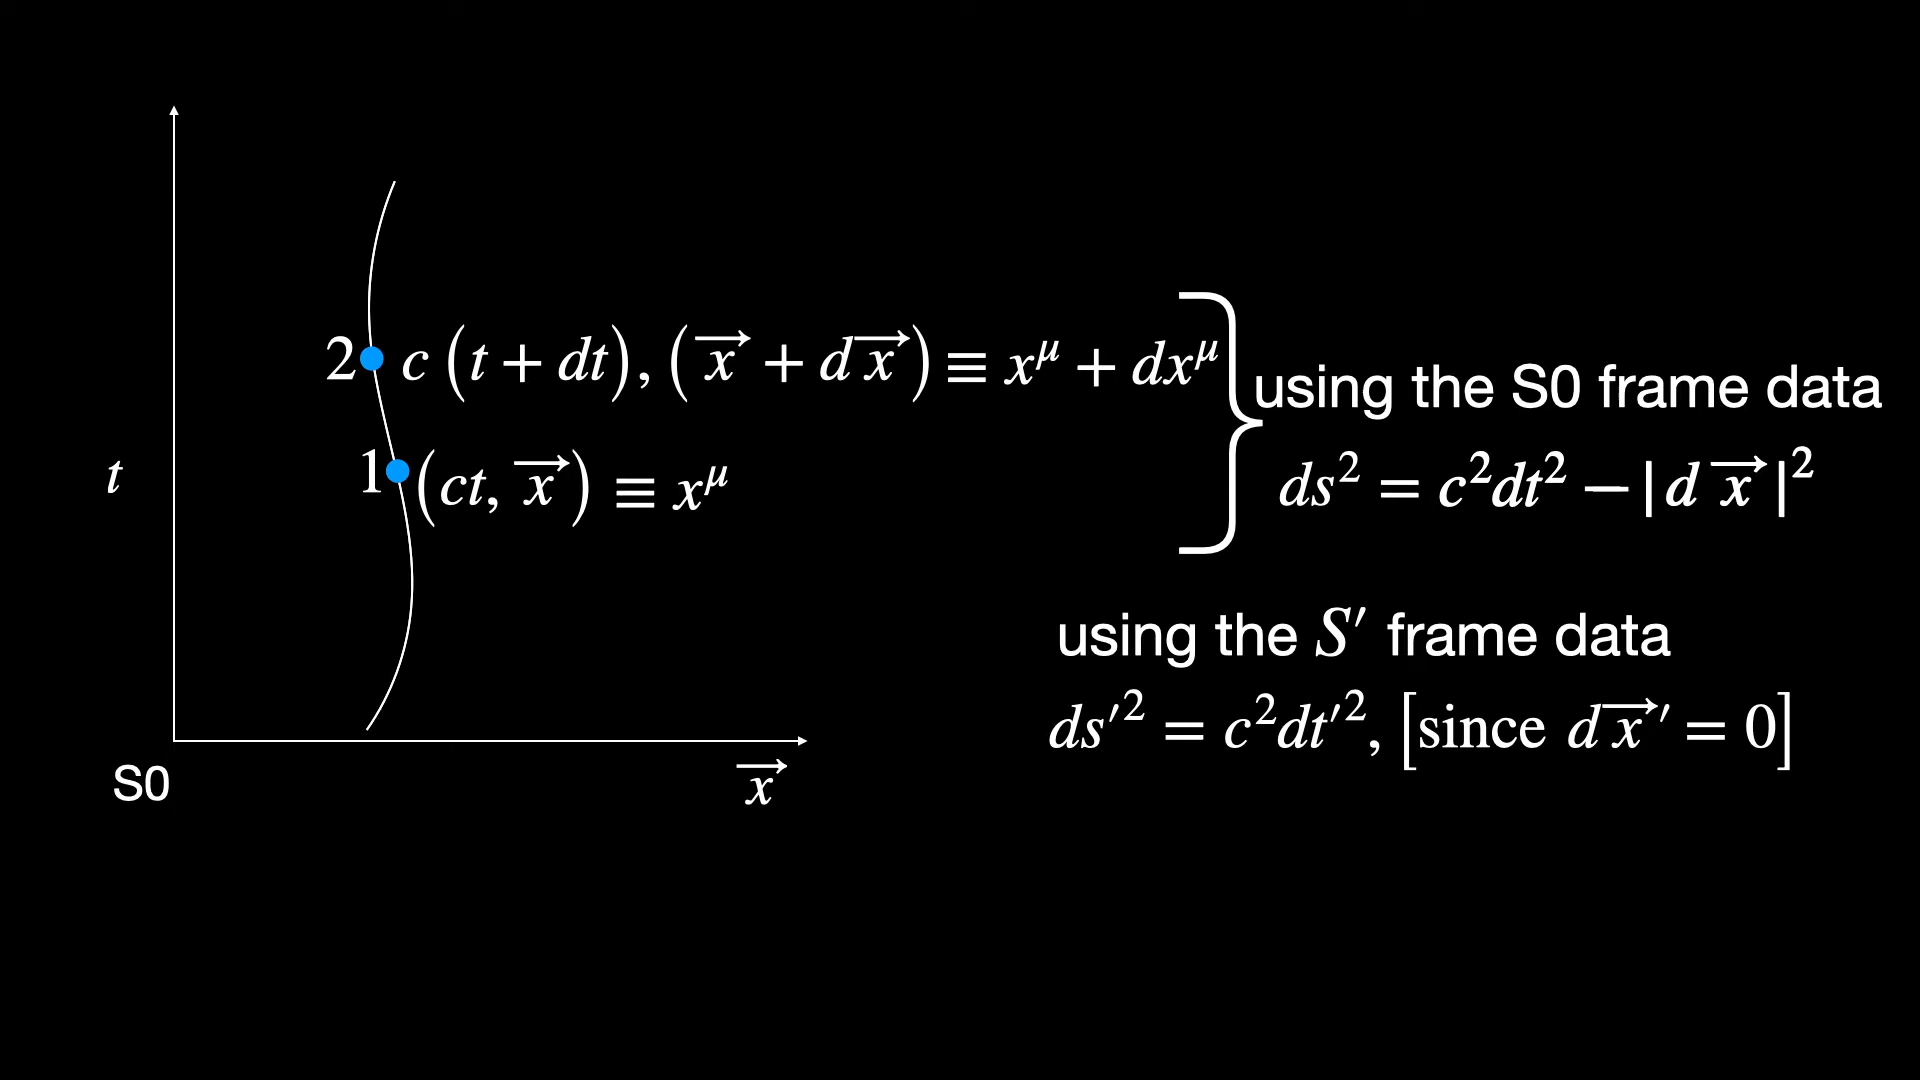 2 c (t + dt), (x⃗ + dx⃗) ≡ x^μ + dx^μ
using the S0 frame data
1 (ct, x⃗) ≡ x^μ
ds² = c²dt² − |d x⃗|²
t
using the S′ frame data
ds′² = c²dt′², [since dx⃗′ = 0]
S0
x⃗